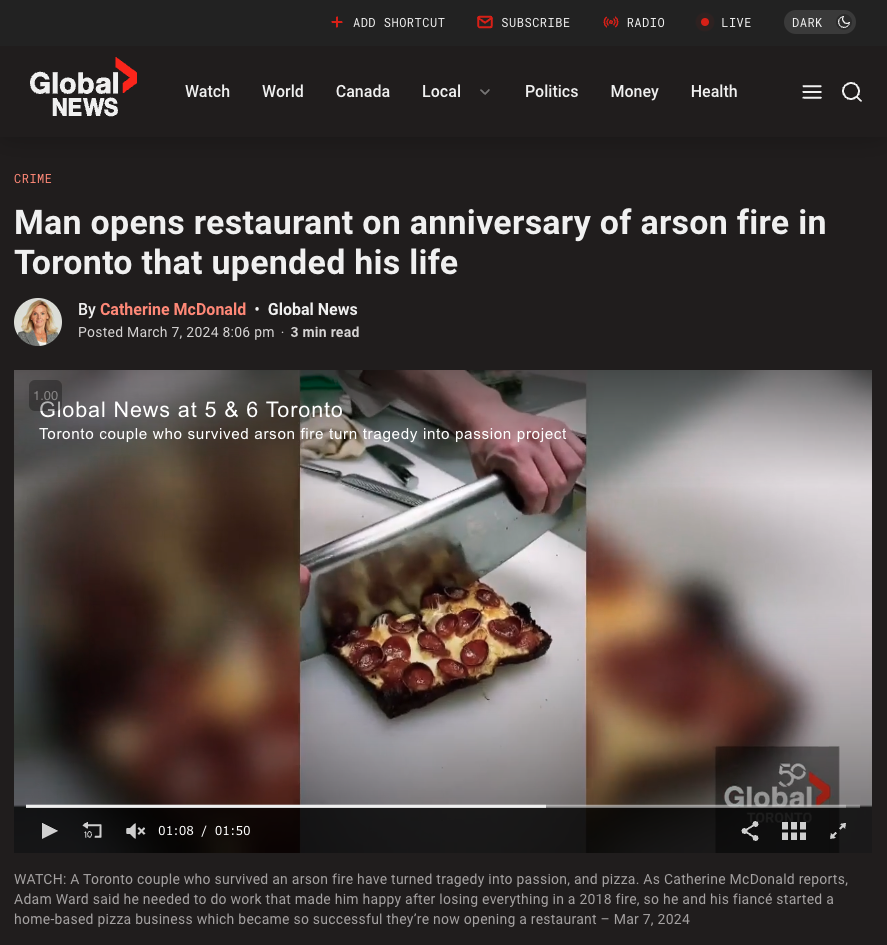 ADD SHORTCUT SUBSCRIBE RADIO LIVE DARK
Global
NEWS
Watch World Canada Local Politics Money Health
CRIME
Man opens restaurant on anniversary of arson fire in
Toronto that upended his life
By Catherine McDonald • Global News
Posted March 7, 2024 8:06 pm · 3 min read
1.00
Global News at 5 & 6 Toronto
Toronto couple who survived arson fire turn tragedy into passion project
50
Global
TORONTO
10 01:08 / 01:50
WATCH: A Toronto couple who survived an arson fire have turned tragedy into passion, and pizza. As Catherine McDonald reports,
Adam Ward said he needed to do work that made him happy after losing everything in a 2018 fire, so he and his fiancé started a
home-based pizza business which became so successful they're now opening a restaurant – Mar 7, 2024